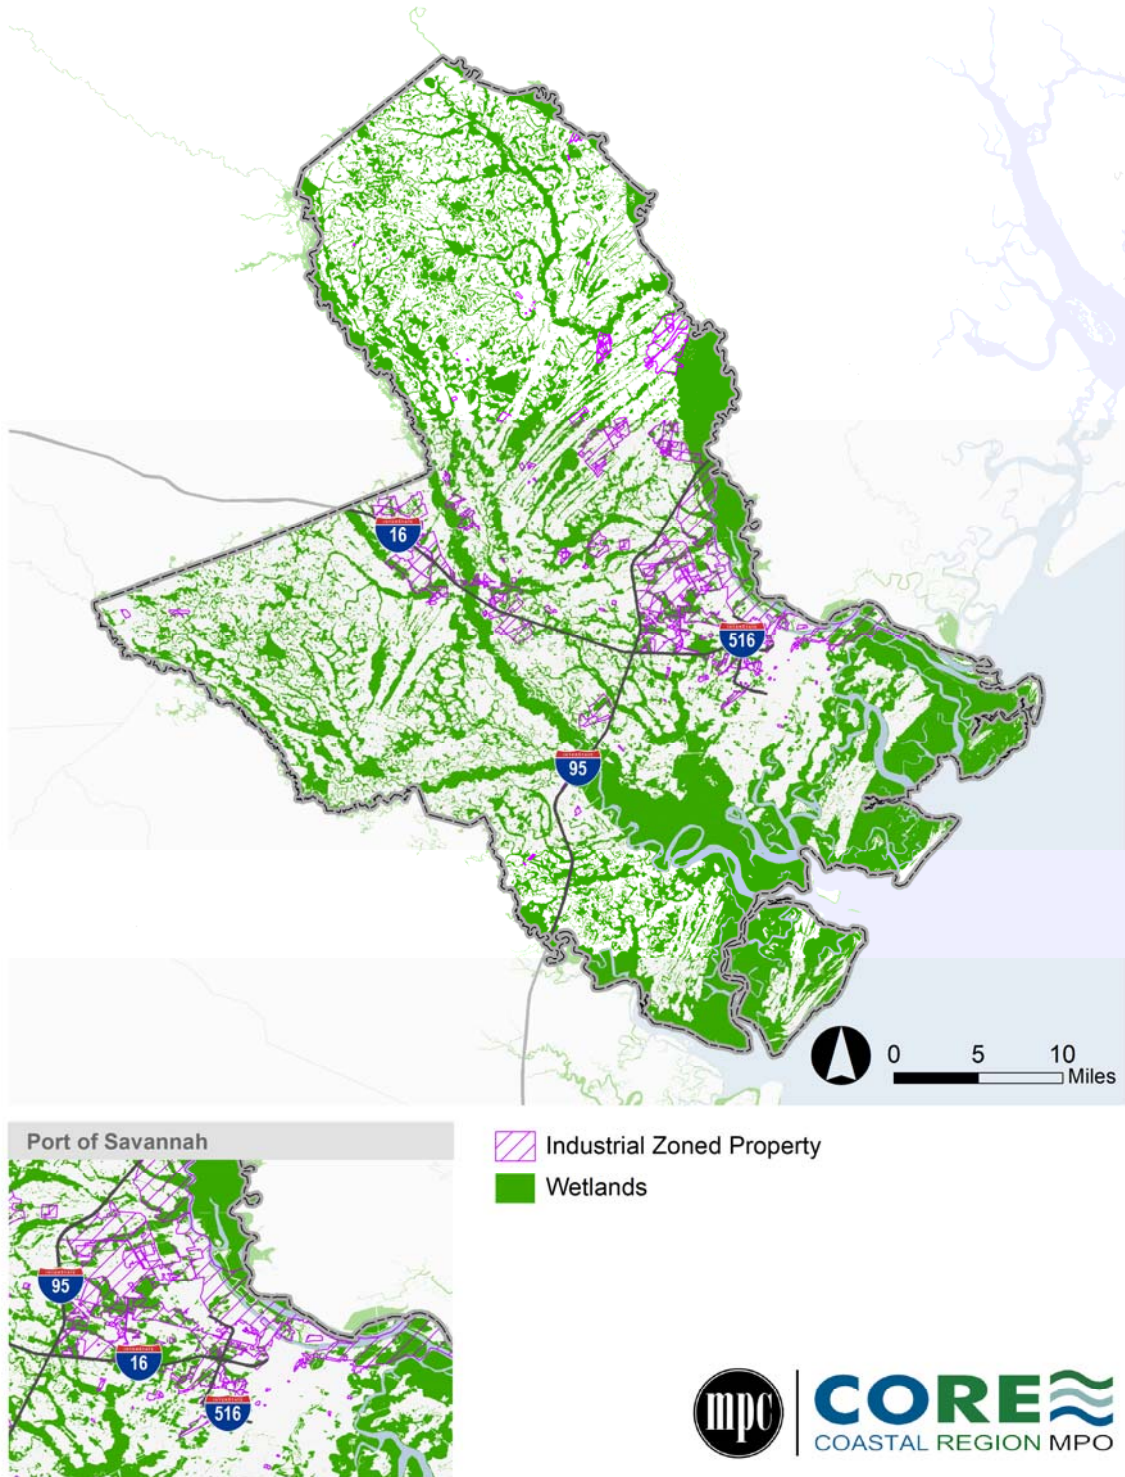 16
516
95
0 5 10
Miles
Port of Savannah
Industrial Zoned Property
Wetlands
95
16
516
mpc
CORE
COASTAL REGION MPO